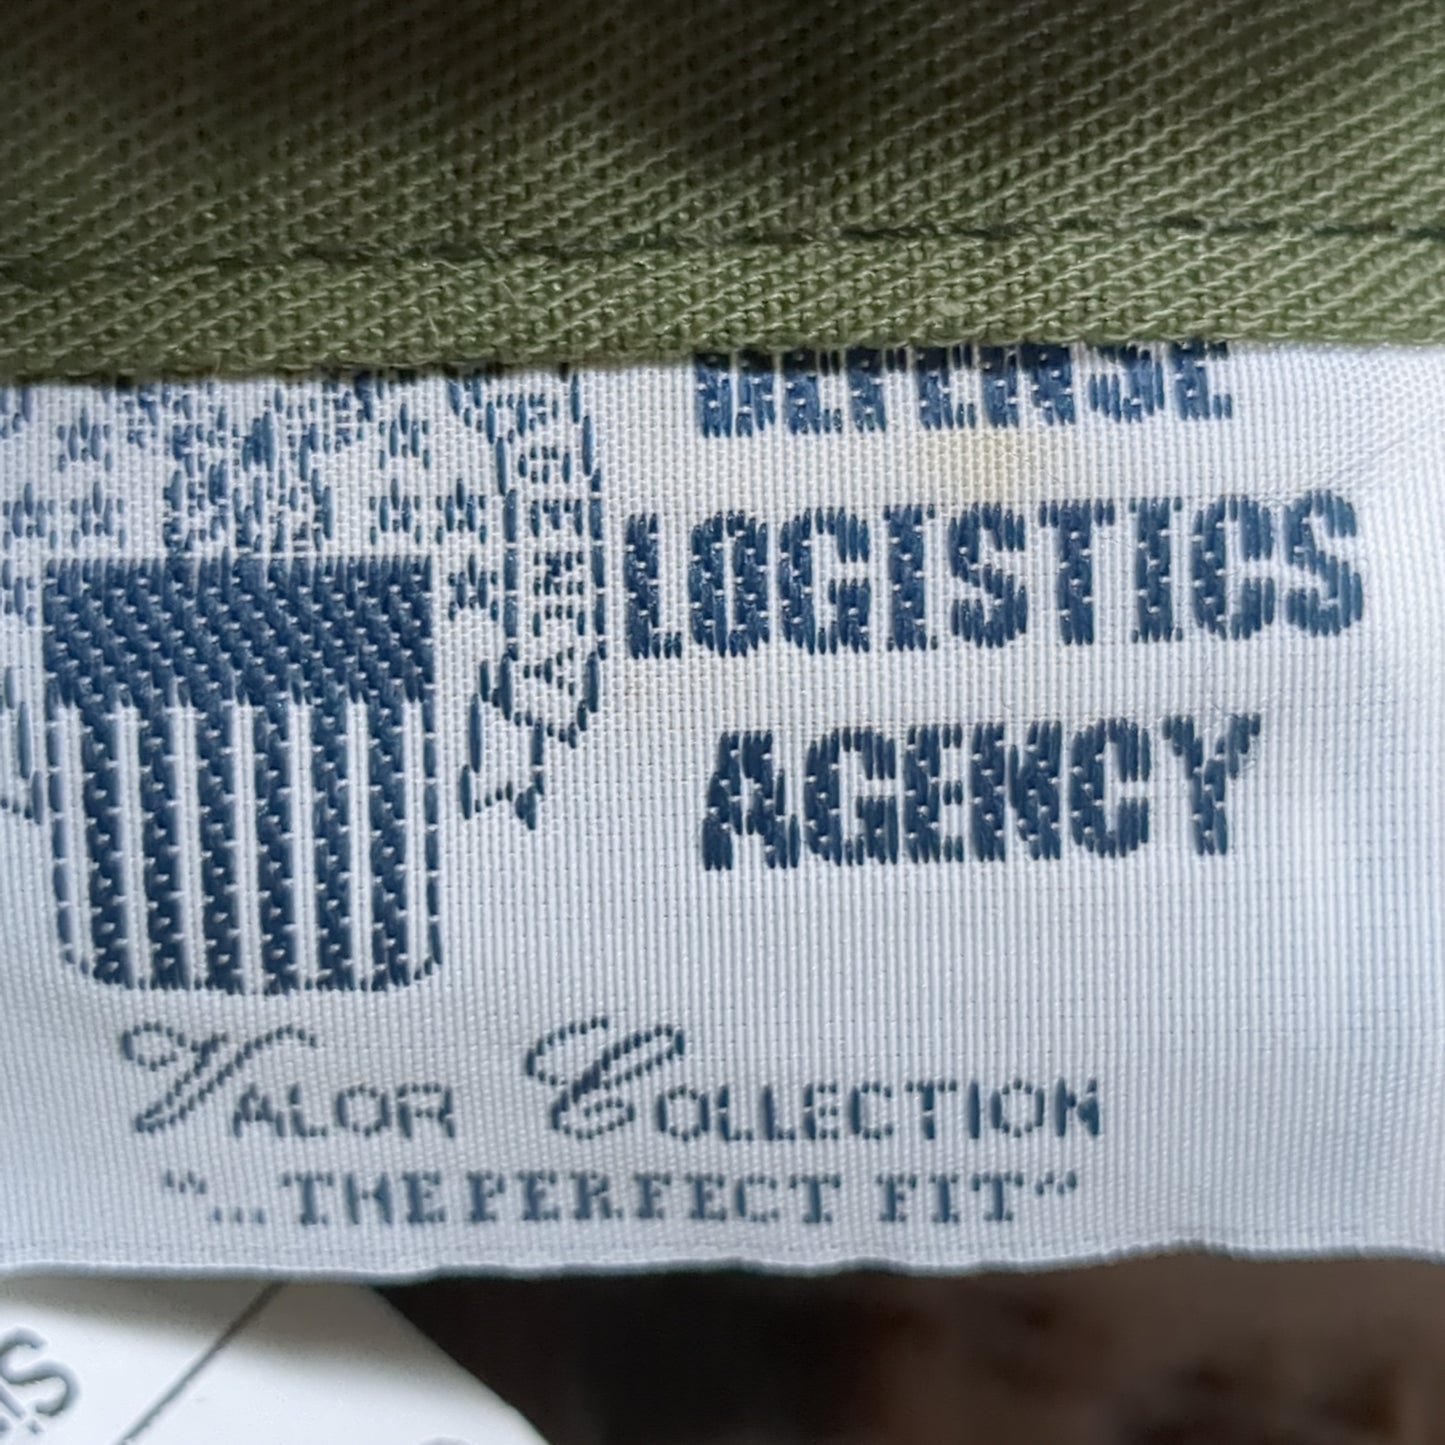 DEFENSE
LOGISTICS
AGENCY
VALOR COLLECTION
"... THE PERFECT FIT"